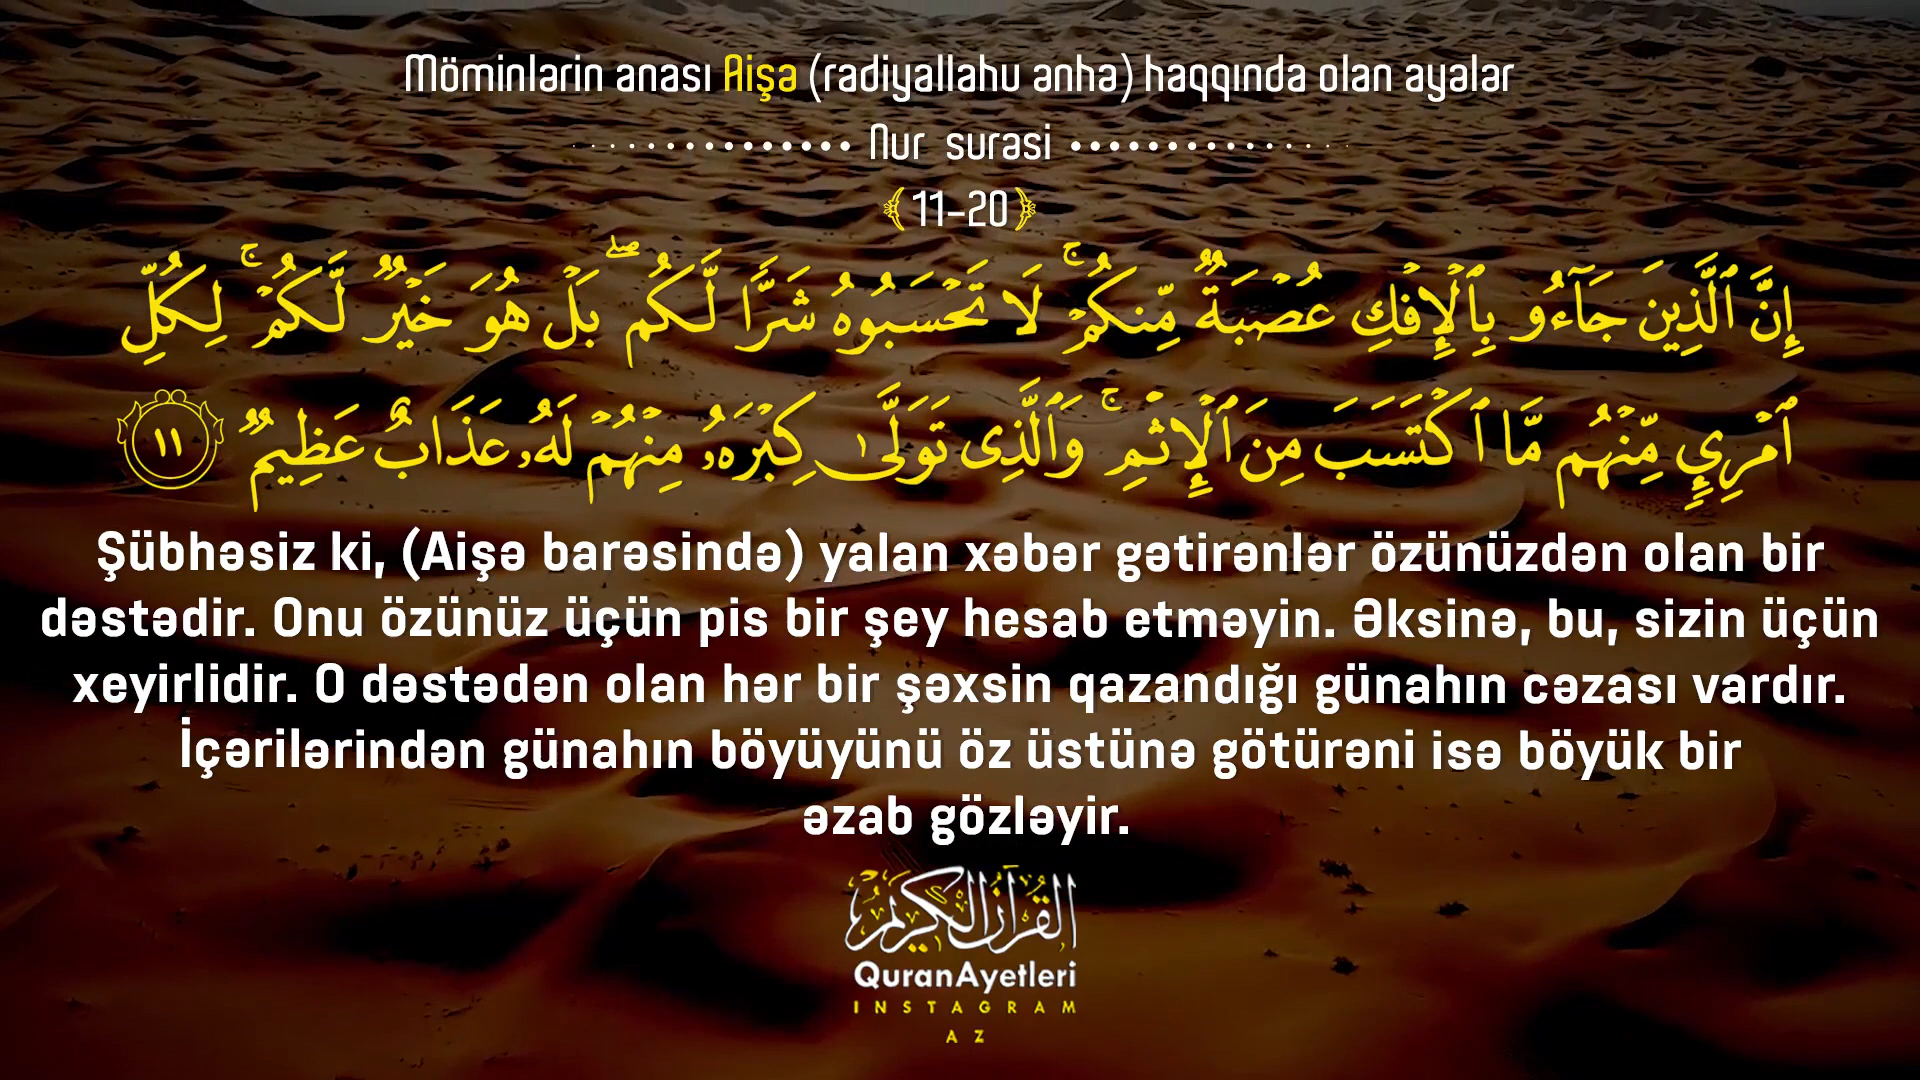 Möminlərin anası Aişə (radiyallahu anha) haqqında olan ayələr
Nur surəsi
﴾11-20﴿
إِنَّ ٱلَّذِينَ جَآءُو بِٱلْإِفْكِ عُصْبَةٌ مِّنكُمْ ۚ لَا تَحْسَبُوهُ شَرًّا لَّكُم ۖ بَلْ هُوَ خَيْرٌ لَّكُمْ ۚ لِكُلِّ
ٱمْرِئٍ مِّنْهُم مَّا ٱكْتَسَبَ مِنَ ٱلْإِثْمِ ۚ وَٱلَّذِى تَوَلَّىٰ كِبْرَهُۥ مِنْهُمْ لَهُۥ عَذَابٌ عَظِيمٌ ١١
Şübhəsiz ki, (Aişə barəsində) yalan xəbər gətirənlər özünüzdən olan bir
dəstədir. Onu özünüz üçün pis bir şey hesab etməyin. Əksinə, bu, sizin üçün
xeyirlidir. O dəstədən olan hər bir şəxsin qazandığı günahın cəzası vardır.
İçərilərindən günahın böyüyünü öz üstünə götürəni isə böyük bir
əzab gözləyir.
القرآن الكريم
QuranAyetleri
INSTAGRAM
AZ